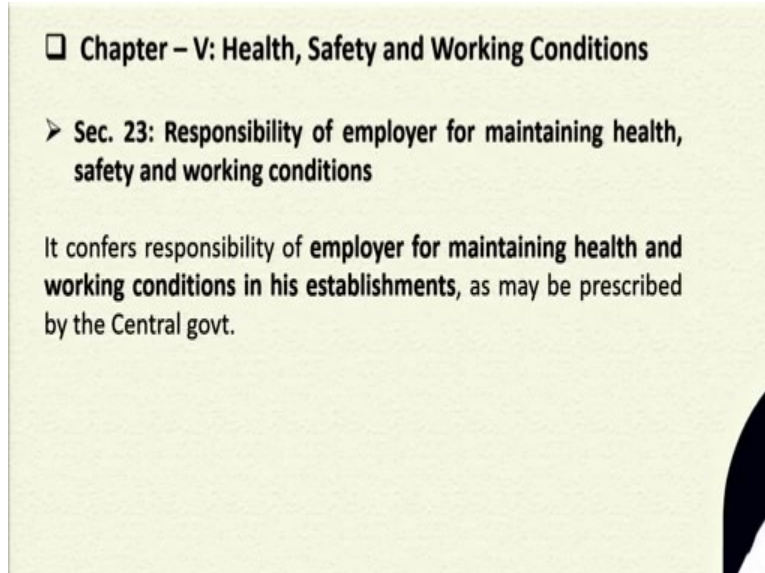 Chapter – V: Health, Safety and Working Conditions
Sec. 23: Responsibility of employer for maintaining health,
safety and working conditions
It confers responsibility of employer for maintaining health and
working conditions in his establishments, as may be prescribed
by the Central govt.